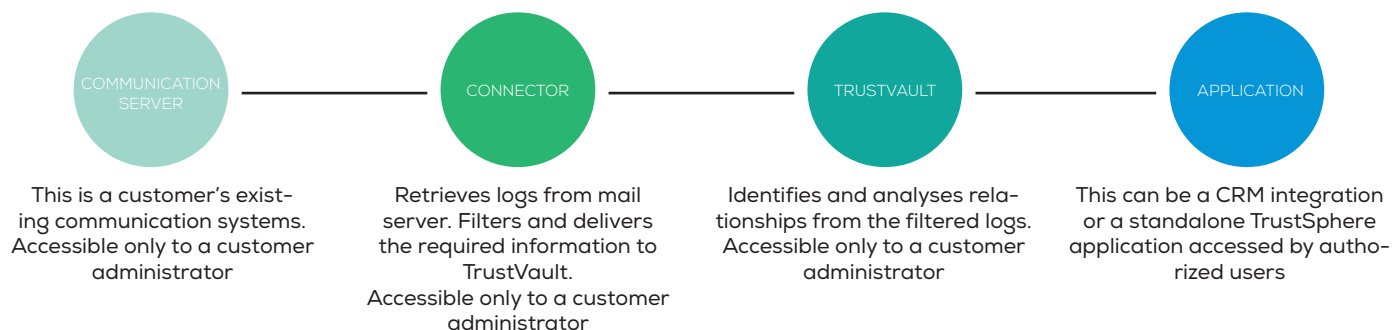 COMMUNICATION
SERVER
CONNECTOR
TRUSTVAULT
APPLICATION
This is a customer’s exist-
ing communication systems.
Accessible only to a customer
administrator
Retrieves logs from mail
server. Filters and delivers
the required information to
TrustVault.
Accessible only to a customer
administrator
Identifies and analyses rela-
tionships from the filtered logs.
Accessible only to a customer
administrator
This can be a CRM integration
or a standalone TrustSphere
application accessed by autho-
rized users